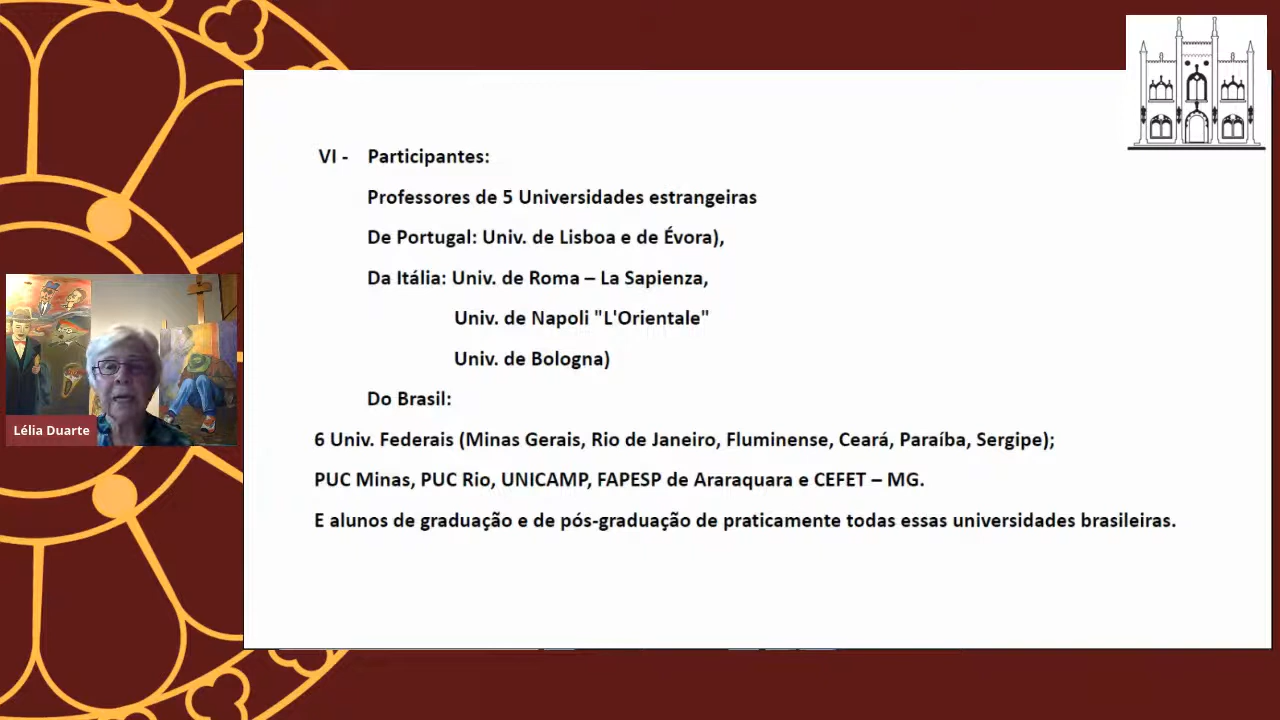 VI - Participantes:
Professores de 5 Universidades estrangeiras
De Portugal: Univ. de Lisboa e de Évora),
Da Itália: Univ. de Roma – La Sapienza,
Univ. de Napoli "L'Orientale"
Univ. de Bologna)
Do Brasil:
6 Univ. Federais (Minas Gerais, Rio de Janeiro, Fluminense, Ceará, Paraíba, Sergipe);
PUC Minas, PUC Rio, UNICAMP, FAPESP de Araraquara e CEFET – MG.
E alunos de graduação e de pós-graduação de praticamente todas essas universidades brasileiras.
Lélia Duarte